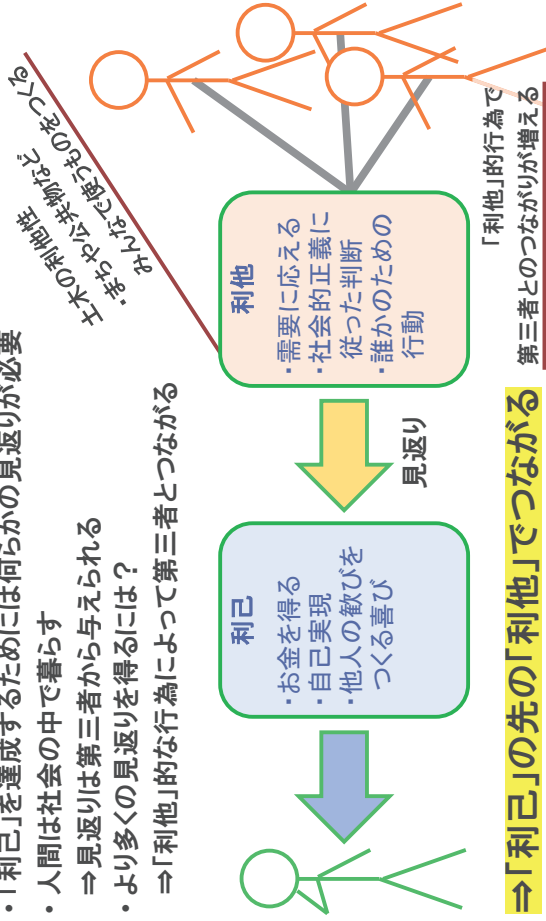 ・「利己」を達成するためには何らかの見返りが必要
・人間は社会の中で暮らす
⇒見返りは第三者から与えられる
・より多くの見返りを得るには？
⇒「利他」的な行為によって第三者とつながる
土木の利他性
・まちや公共物など
みんなで使うものをつくる
利己
・お金を得る
・自己実現
・他人の歓びを
つくる喜び
見返り
利他
・需要に応える
・社会的正義に
従った判断
・誰かのための
行動
「利他」的行為で
第三者とのつながりが増える
⇒「利己」の先の「利他」でつながる